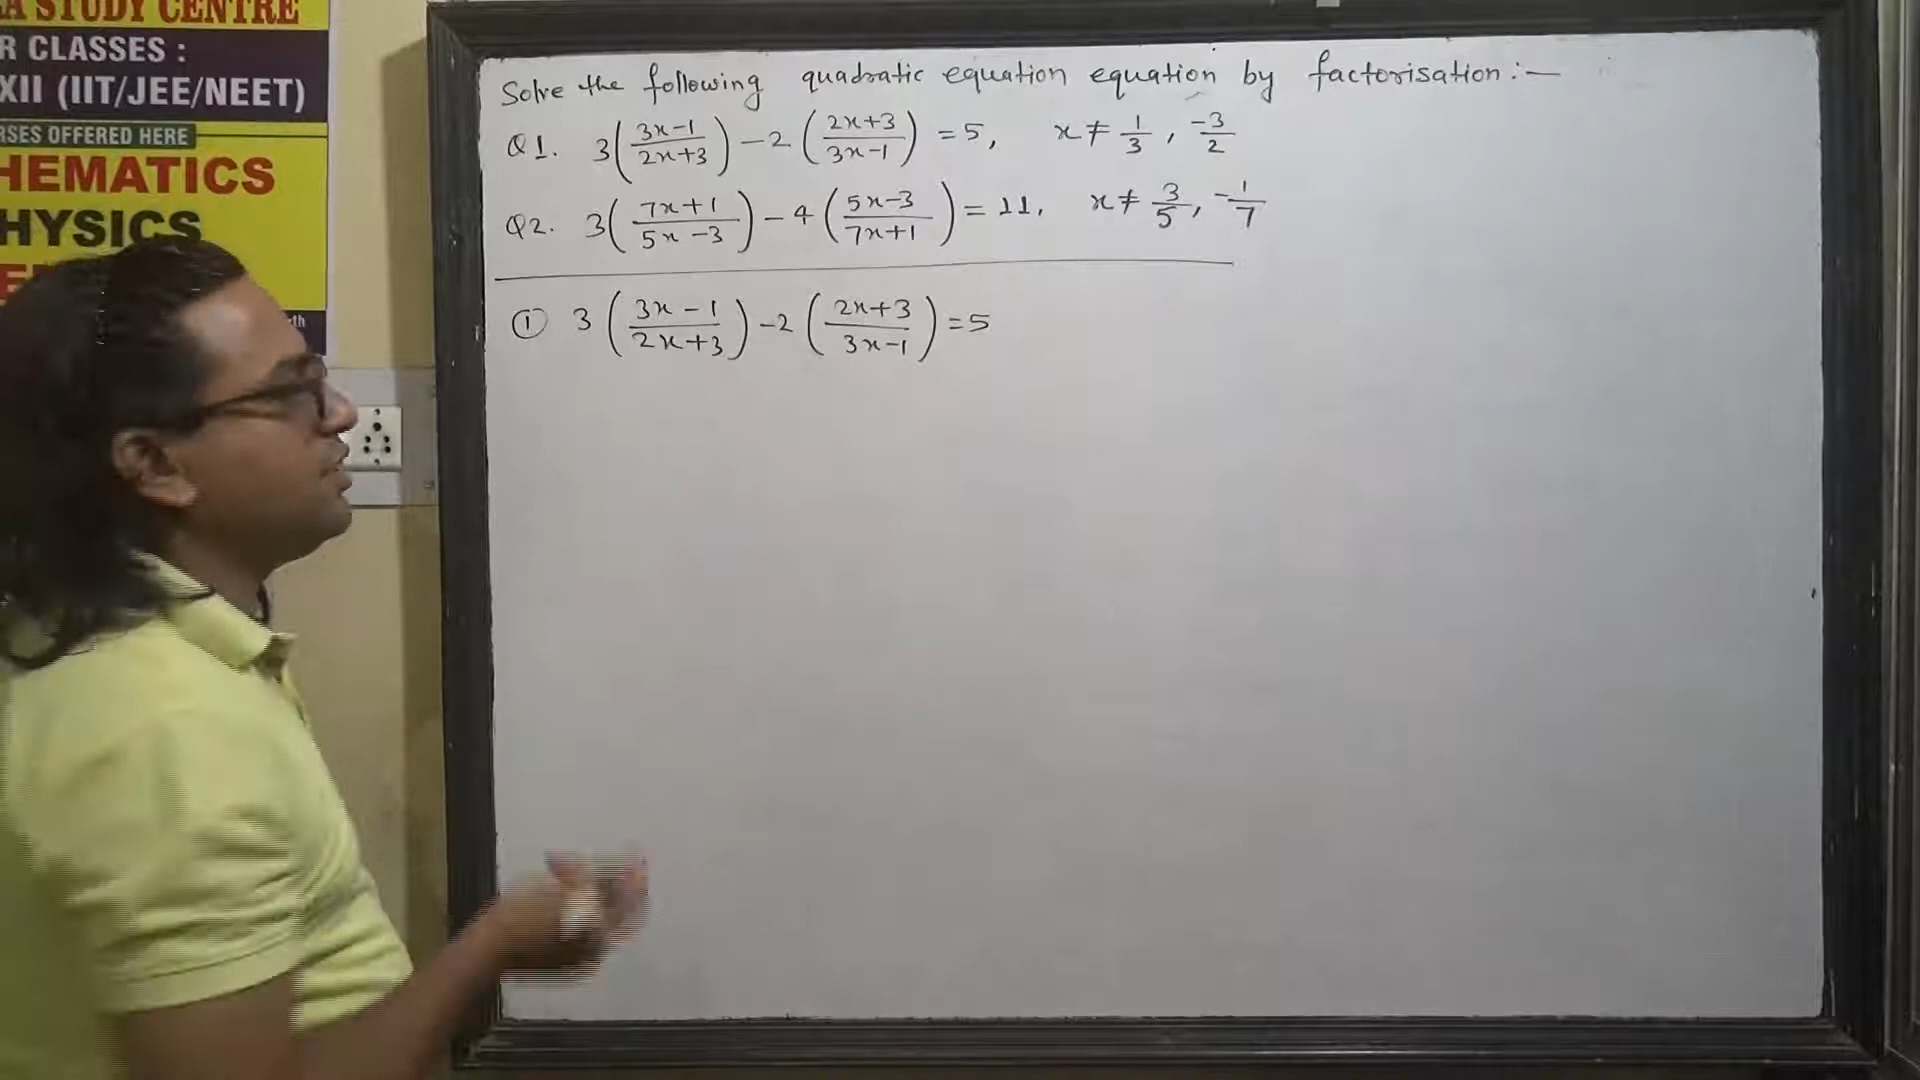 A STUDY CENTRE
R CLASSES :
XII (IIT/JEE/NEET)
RSES OFFERED HERE
HEMATICS
HYSICS
th
Solve the following quadratic equation equation by factorisation :—
Q1. 3((3x-1)/(2x+3)) - 2((2x+3)/(3x-1)) = 5, x ≠ 1/3, -3/2
Q2. 3((7x+1)/(5x-3)) - 4((5x-3)/(7x+1)) = 11, x ≠ 3/5, -1/7
① 3((3x-1)/(2x+3)) - 2((2x+3)/(3x-1)) = 5